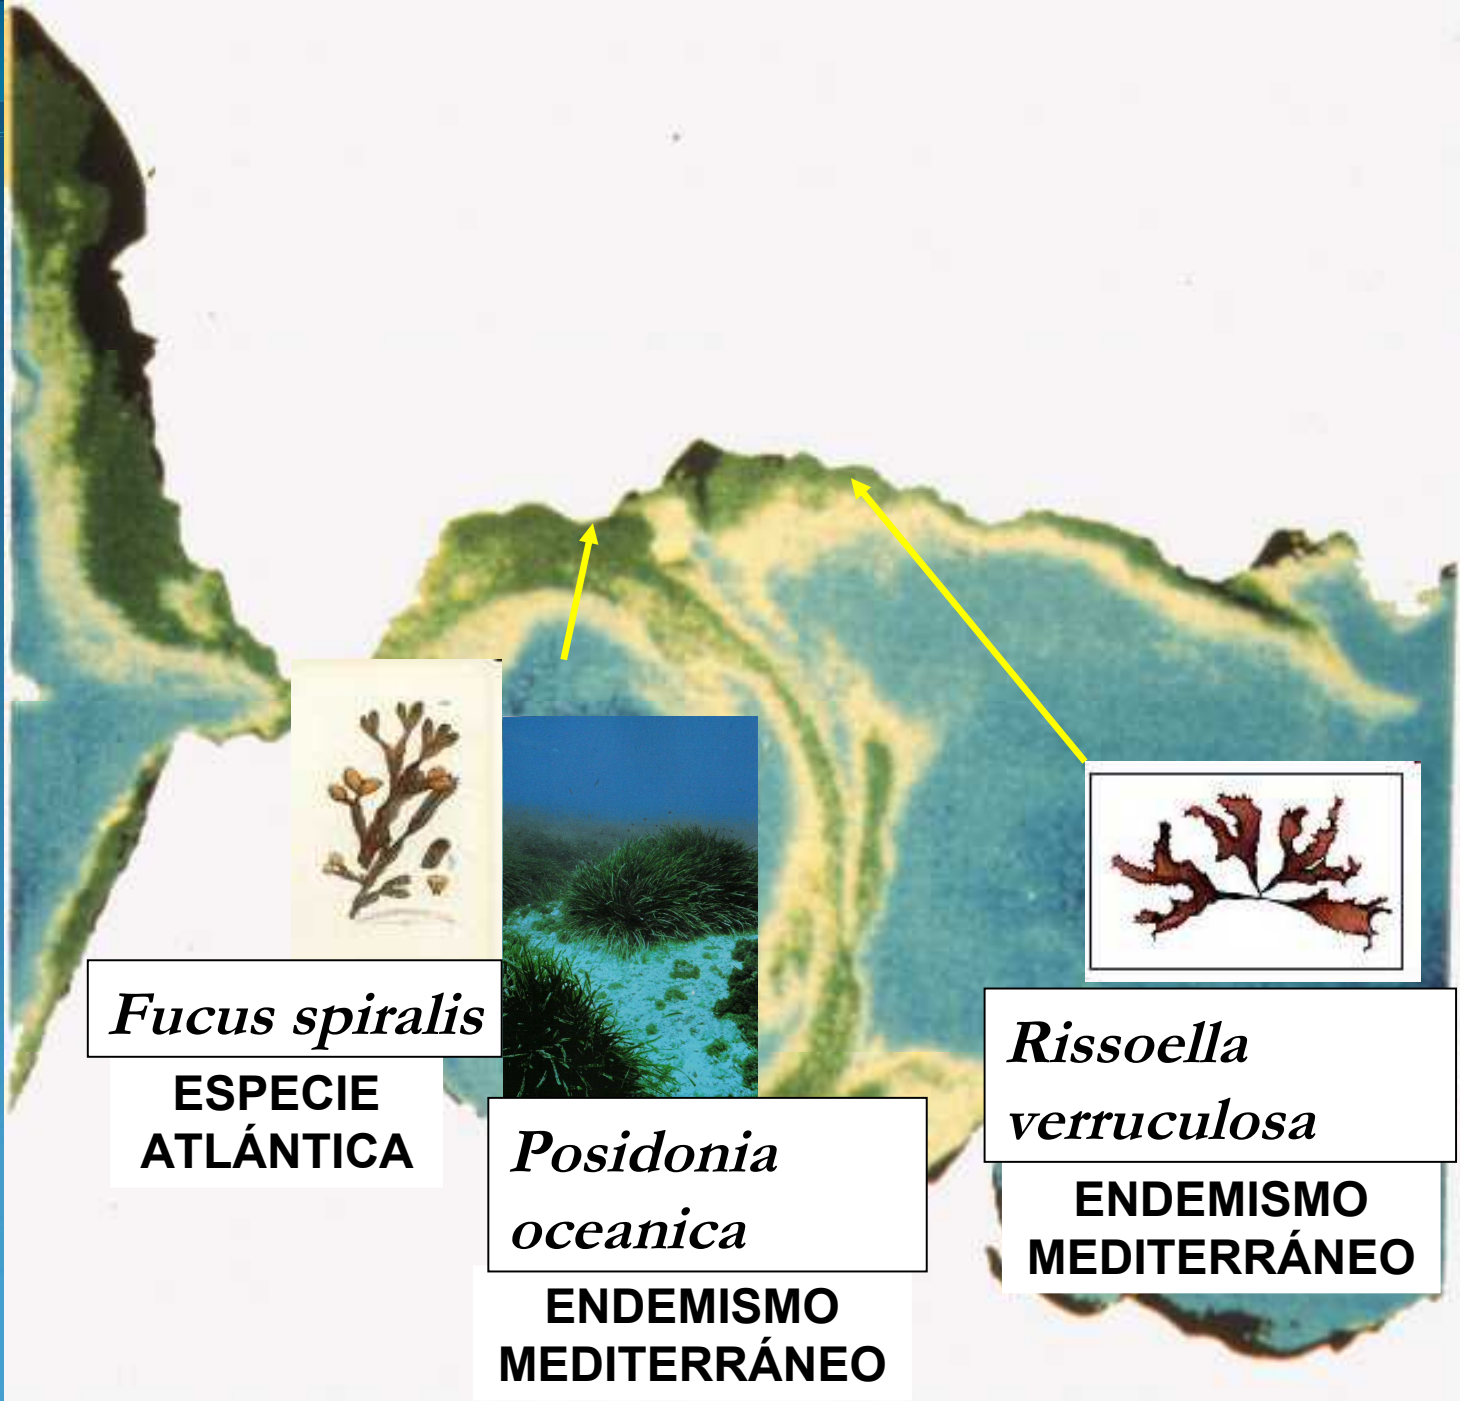 Fucus spiralis
ESPECIE
ATLÁNTICA
Posidonia
oceanica
ENDEMISMO
MEDITERRÁNEO
Rissoella
verruculosa
ENDEMISMO
MEDITERRÁNEO